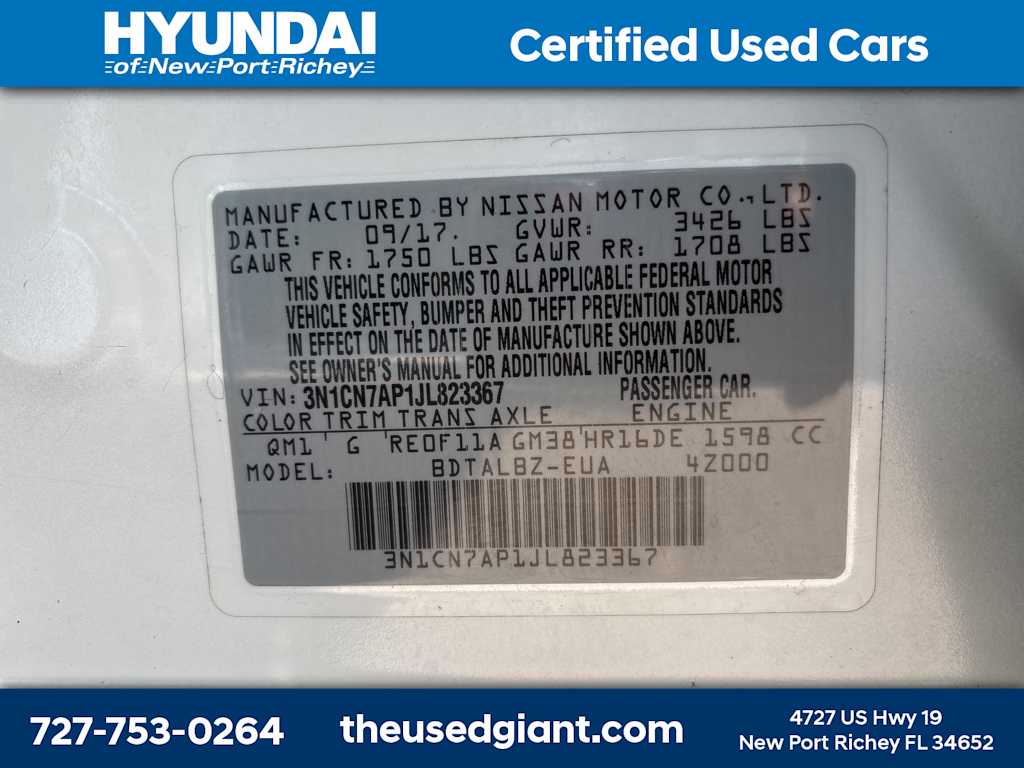 HYUNDAI
of New Port Richey
Certified Used Cars
MANUFACTURED BY NISSAN MOTOR CO., LTD.
DATE: 09/17. GVWR: 3426 LBS
GAWR FR: 1750 LBS GAWR RR: 1708 LBS
THIS VEHICLE CONFORMS TO ALL APPLICABLE FEDERAL MOTOR
VEHICLE SAFETY, BUMPER AND THEFT PREVENTION STANDARDS
IN EFFECT ON THE DATE OF MANUFACTURE SHOWN ABOVE.
SEE OWNER'S MANUAL FOR ADDITIONAL INFORMATION.
VIN: 3N1CN7AP1JL823367 PASSENGER CAR.
COLOR TRIM TRANS AXLE ENGINE
QM1 G RE0F11A GM38 HR16DE 1598 CC
MODEL: BDTALBZ-EUA 4Z000
3N1CN7AP1JL823367
727-753-0264
theusedgiant.com
4727 US Hwy 19
New Port Richey FL 34652